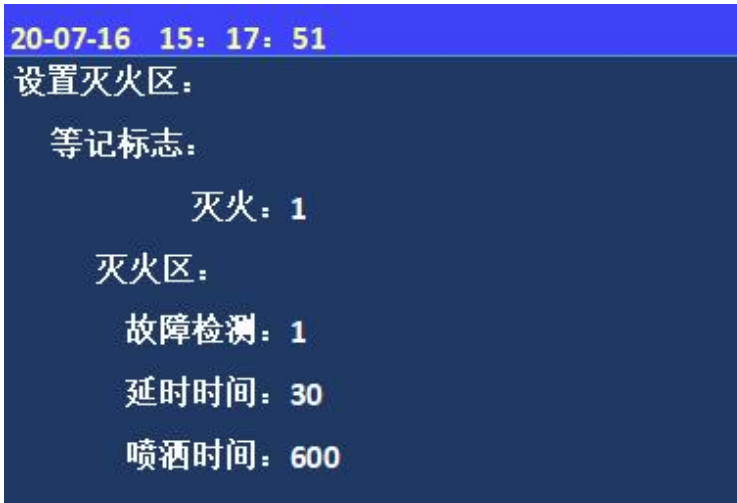 20-07-16 15：17：51
设置灭火区：
等记标志：
灭火：1
灭火区：
故障检测：1
延时时间：30
喷洒时间：600